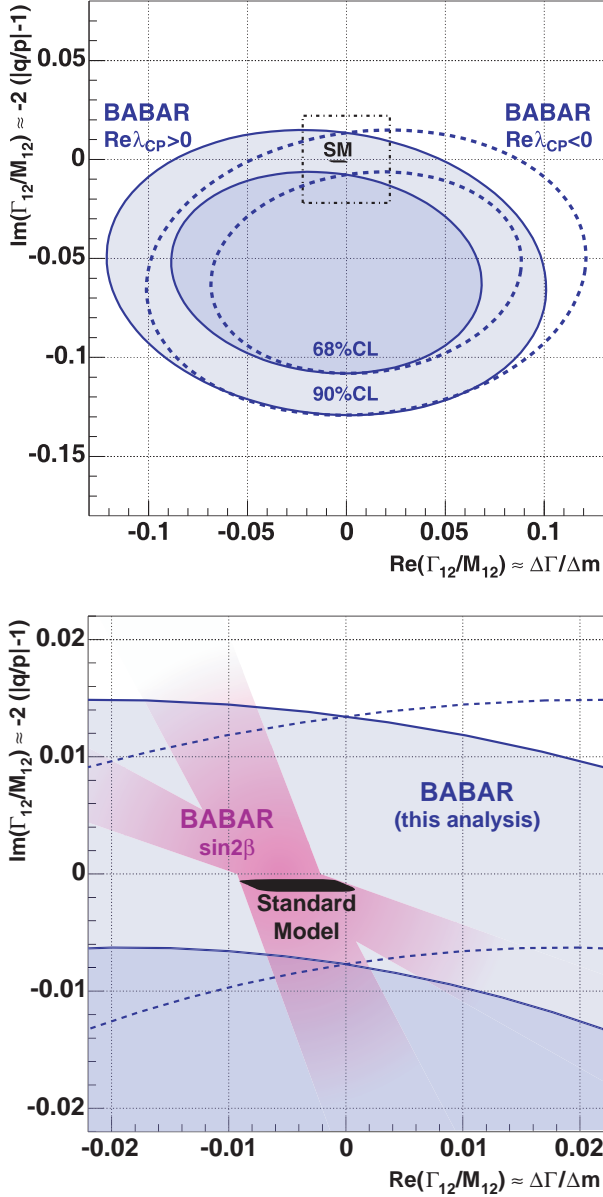 Im(Γ12/M12) ≈ -2 (|q/p|-1)
0.05
0
-0.05
-0.1
-0.15
BABAR
ReλCP>0
BABAR
ReλCP<0
SM
68%CL
90%CL
-0.1 -0.05 0 0.05 0.1
Re(Γ12/M12) ≈ ΔΓ/Δm
Im(Γ12/M12) ≈ -2 (|q/p|-1)
0.02
0.01
0
-0.01
-0.02
BABAR
sin2β
BABAR
(this analysis)
Standard
Model
-0.02 -0.01 0 0.01 0.02
Re(Γ12/M12) ≈ ΔΓ/Δm